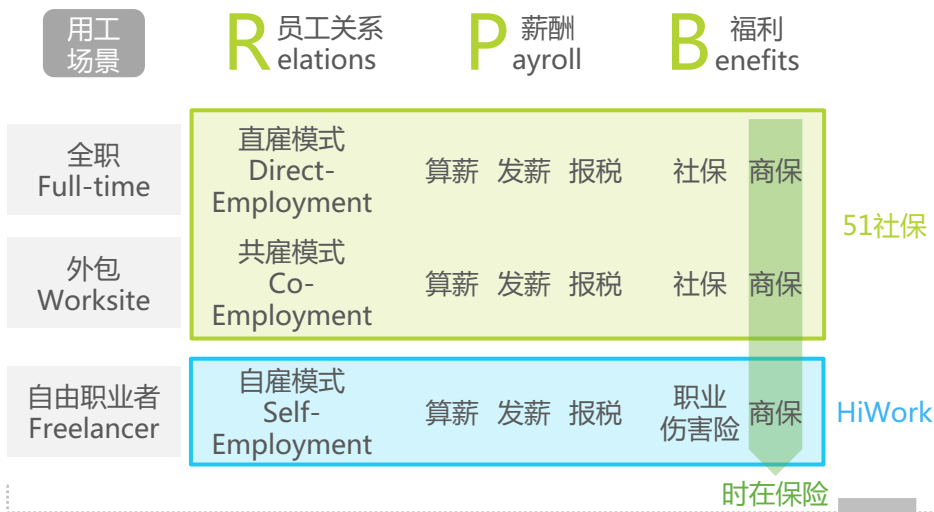 用工
场景
R 员工关系
elations
P 薪酬
ayroll
B 福利
enefits
全职
Full-time
直雇模式
Direct-
Employment
算薪 发薪 报税 社保 商保
外包
Worksite
共雇模式
Co-
Employment
算薪 发薪 报税 社保 商保
51社保
自由职业者
Freelancer
自雇模式
Self-
Employment
算薪 发薪 报税
职业
伤害险
商保
HiWork
时在保险